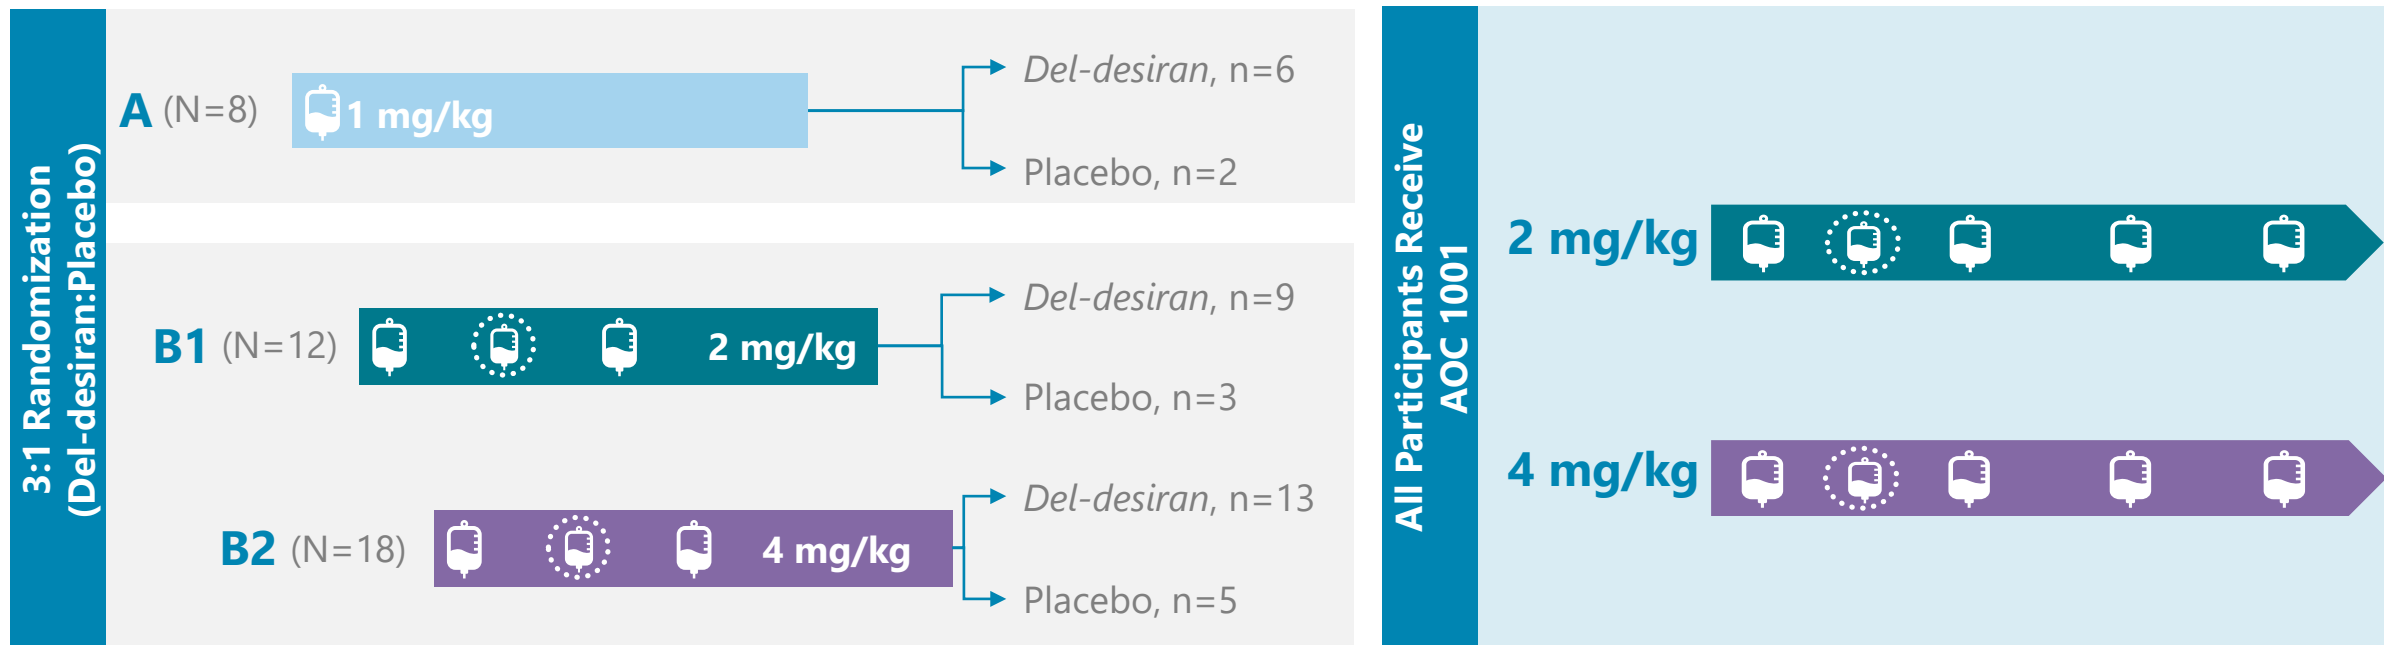 3:1 Randomization
(Del-desiran:Placebo)
A (N=8)
1 mg/kg
Del-desiran, n=6
Placebo, n=2
B1 (N=12)
2 mg/kg
Del-desiran, n=9
Placebo, n=3
B2 (N=18)
4 mg/kg
Del-desiran, n=13
Placebo, n=5
All Participants Receive
AOC 1001
2 mg/kg
4 mg/kg